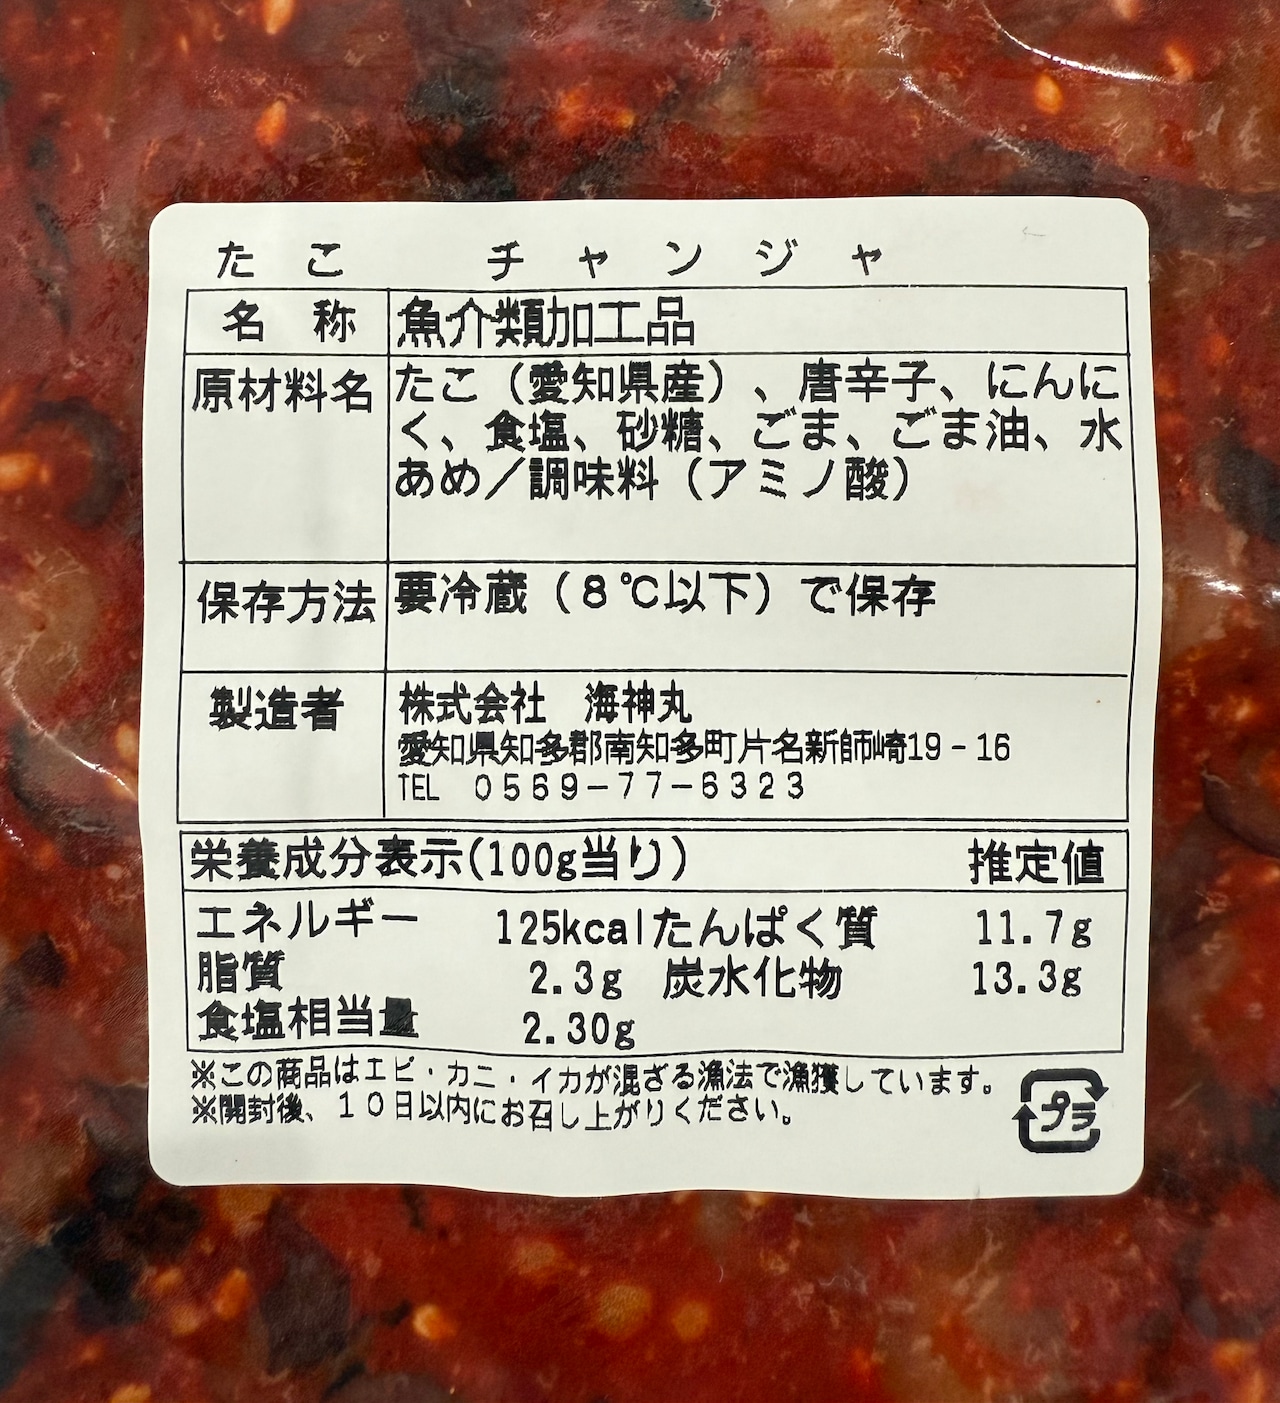 たこ　チャンジャ
名称 魚介類加工品
原材料名 たこ（愛知県産）、唐辛子、にんに
く、食塩、砂糖、ごま、ごま油、水
あめ／調味料（アミノ酸）
保存方法 要冷蔵（8℃以下）で保存
製造者 株式会社　海神丸
愛知県知多郡南知多町片名新師崎19-16
TEL 0569-77-6323
栄養成分表示(100g当り) 推定値
エネルギー 125kcal たんぱく質 11.7g
脂質 2.3g 炭水化物 13.3g
食塩相当量 2.30g
※この商品はエビ・カニ・イカが混ざる漁法で漁獲しています。
※開封後、10日以内にお召し上がりください。
プラ